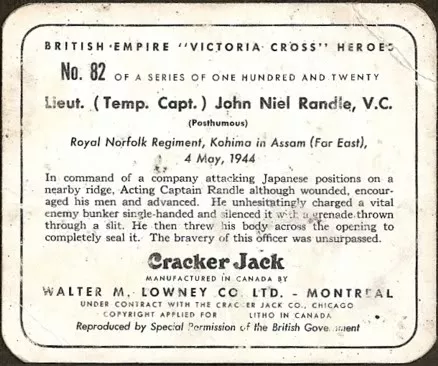 BRITISH EMPIRE "VICTORIA CROSS" HEROES
No. 82 OF A SERIES OF ONE HUNDRED AND TWENTY
Lieut. (Temp. Capt.) John Niel Randle, V.C.
(Posthumous)
Royal Norfolk Regiment, Kohima in Assam (Far East),
4 May, 1944
In command of a company attacking Japanese positions on a
nearby ridge, Acting Captain Randle although wounded, encour-
aged his men and advanced. He unhesitatingly charged a vital
enemy bunker single-handed and silenced it with a grenade thrown
through a slit. He then threw his body across the opening to
completely seal it. The bravery of this officer was unsurpassed.
Cracker Jack
MANUFACTURED IN CANADA BY
WALTER M. LOWNEY CO. LTD. - MONTREAL
UNDER CONTRACT WITH THE CRACKER JACK CO., CHICAGO
COPYRIGHT APPLIED FOR LITHO IN CANADA
Reproduced by Special Permission of the British Government